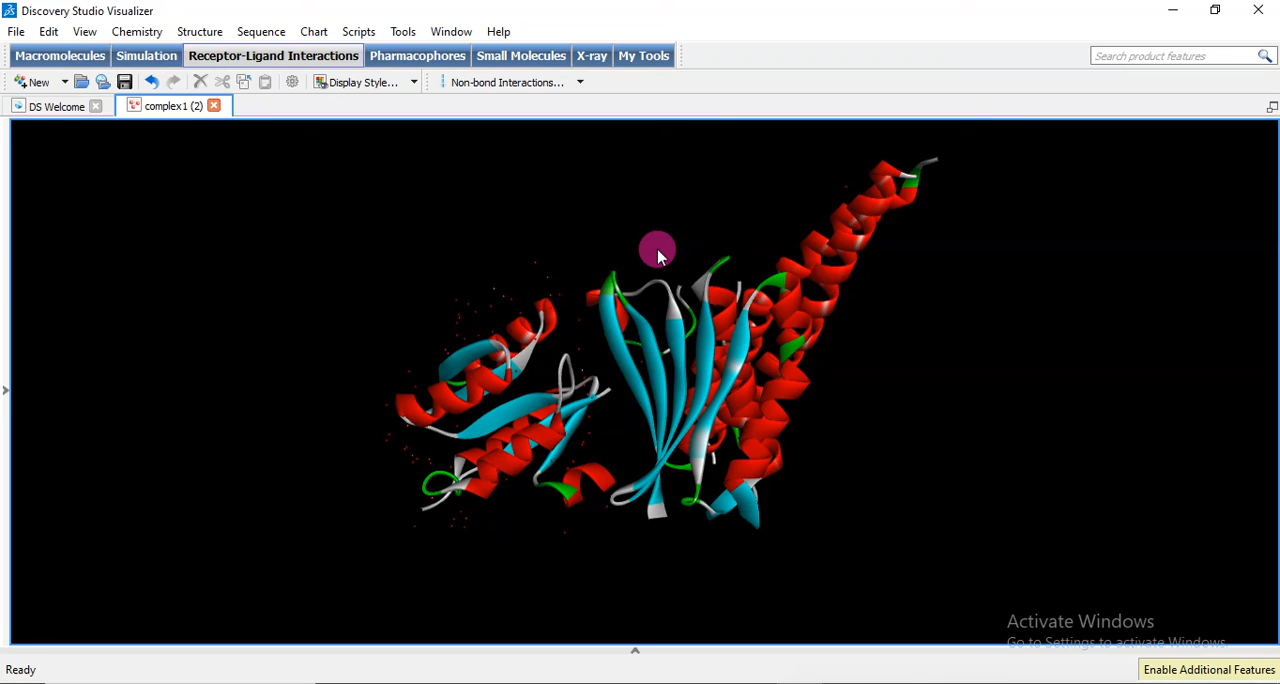 Discovery Studio Visualizer
File Edit View Chemistry Structure Sequence Chart Scripts Tools Window Help
Macromolecules Simulation Receptor-Ligand Interactions Pharmacophores Small Molecules X-ray My Tools Search product features
New Display Style... Non-bond Interactions...
DS Welcome complex1 (2)
Activate Windows
Go to Settings to activate Windows.
Ready Enable Additional Features